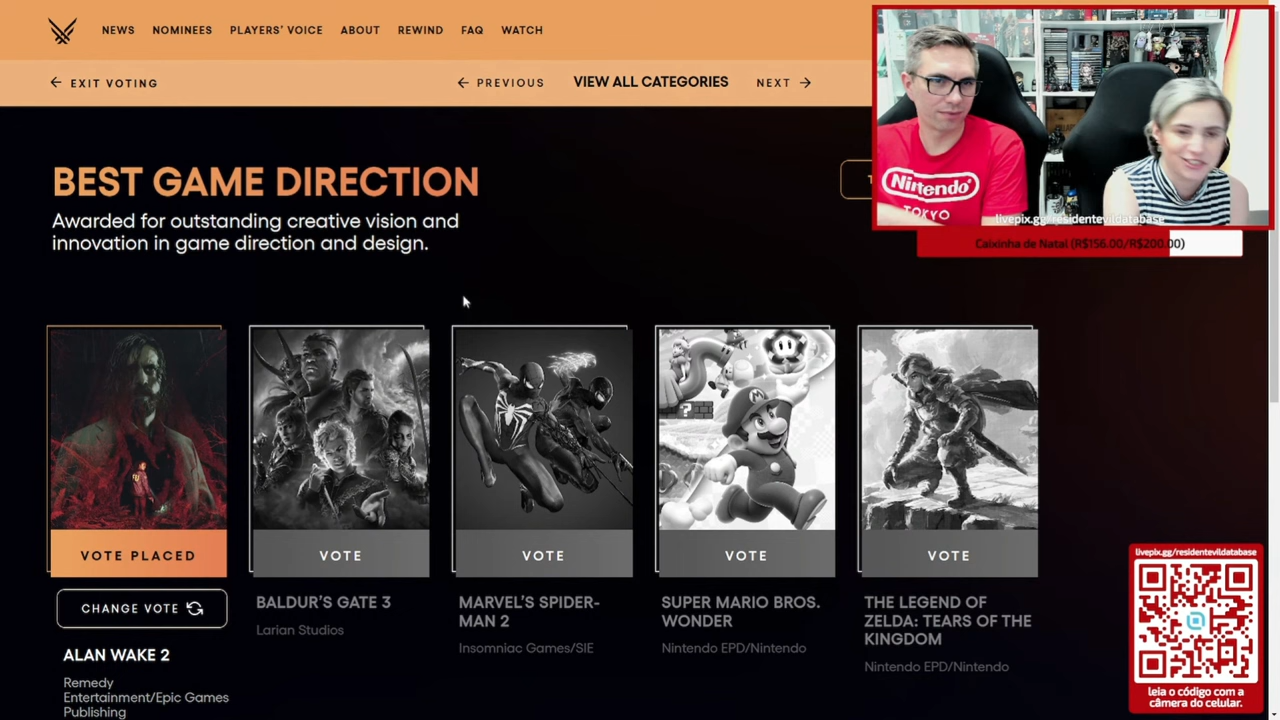 NEWS
NOMINEES
PLAYERS' VOICE
ABOUT
REWIND
FAQ
WATCH
EXIT VOTING
PREVIOUS
VIEW ALL CATEGORIES
NEXT
Nintendo
TOKYO
livepix.gg/residentevildatabase
Caixinha de Natal (R$156.00/R$200.00)
BEST GAME DIRECTION
Awarded for outstanding creative vision and
innovation in game direction and design.
VOTE PLACED
VOTE
VOTE
VOTE
VOTE
CHANGE VOTE
ALAN WAKE 2
Remedy
Entertainment/Epic Games
Publishing
BALDUR'S GATE 3
Larian Studios
MARVEL'S SPIDER-
MAN 2
Insomniac Games/SIE
SUPER MARIO BROS.
WONDER
Nintendo EPD/Nintendo
THE LEGEND OF
ZELDA: TEARS OF THE
KINGDOM
Nintendo EPD/Nintendo
livepix.gg/residentevildatabase
leia o código com a
câmera do celular.